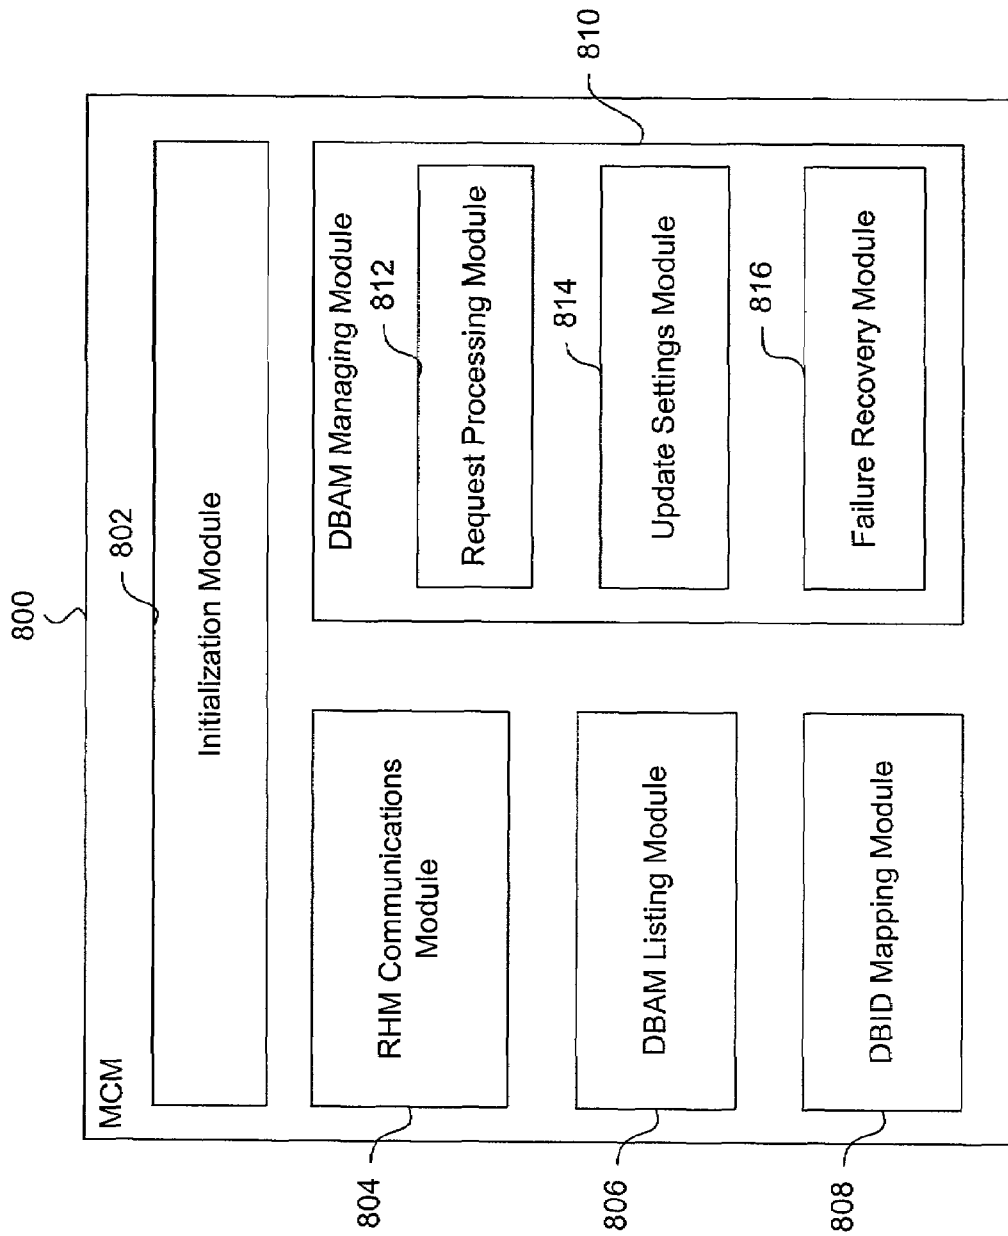 800
MCM
802
Initialization Module
804
RHM Communications
Module
806
DBAM Listing Module
808
DBID Mapping Module
810
DBAM Managing Module
812
Request Processing Module
814
Update Settings Module
816
Failure Recovery Module